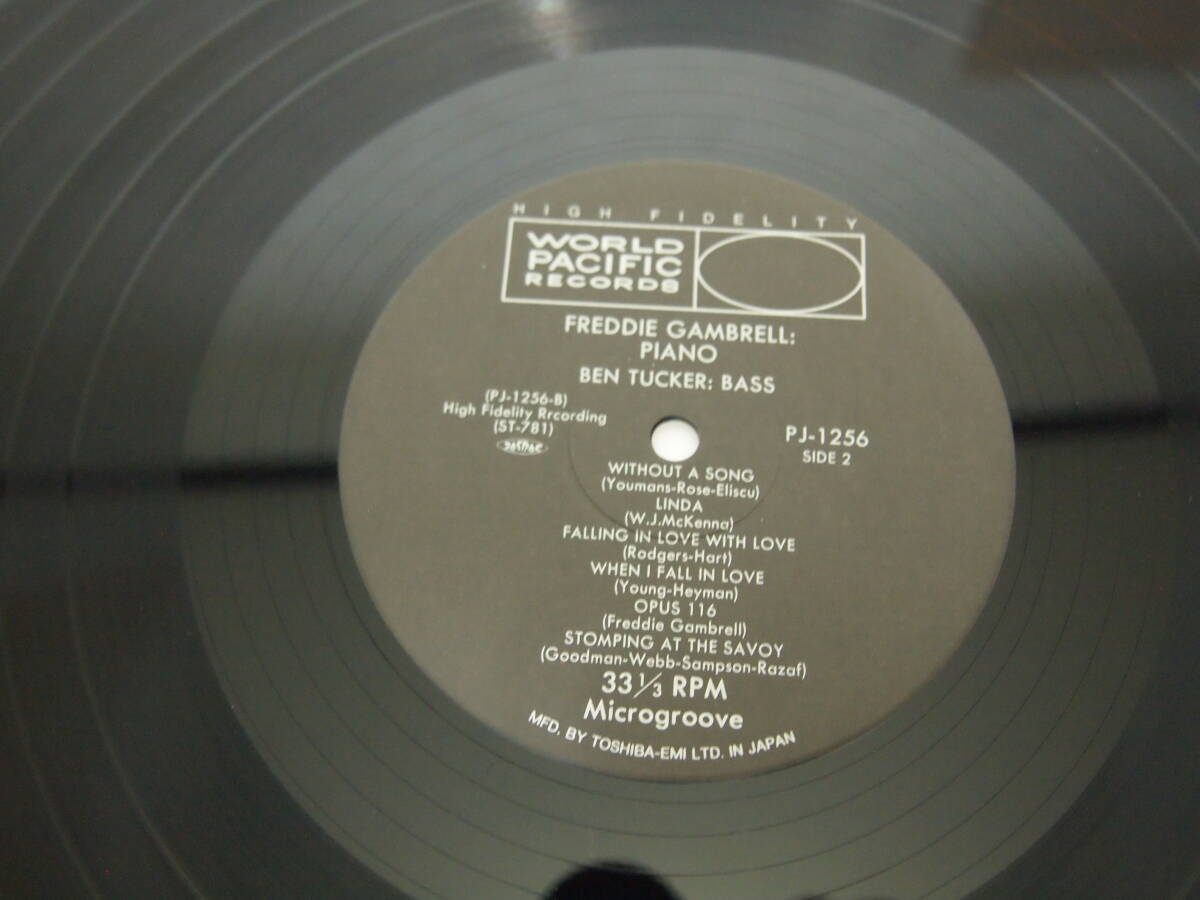 HIGH FIDELITY
WORLD
PACIFIC
RECORDS
FREDDIE GAMBRELL:
PIANO
BEN TUCKER: BASS
(PJ-1256-B)
High Fidelity Rrcording
(ST-781)
JASRAC
PJ-1256
SIDE 2
WITHOUT A SONG
(Youmans-Rose-Eliscu)
LINDA
(W.J.McKenna)
FALLING IN LOVE WITH LOVE
(Rodgers-Hart)
WHEN I FALL IN LOVE
(Young-Heyman)
OPUS 116
(Freddie Gambrell)
STOMPING AT THE SAVOY
(Goodman-Webb-Sampson-Razaf)
33 1/3 RPM
Microgroove
MFD. BY TOSHIBA-EMI LTD. IN JAPAN